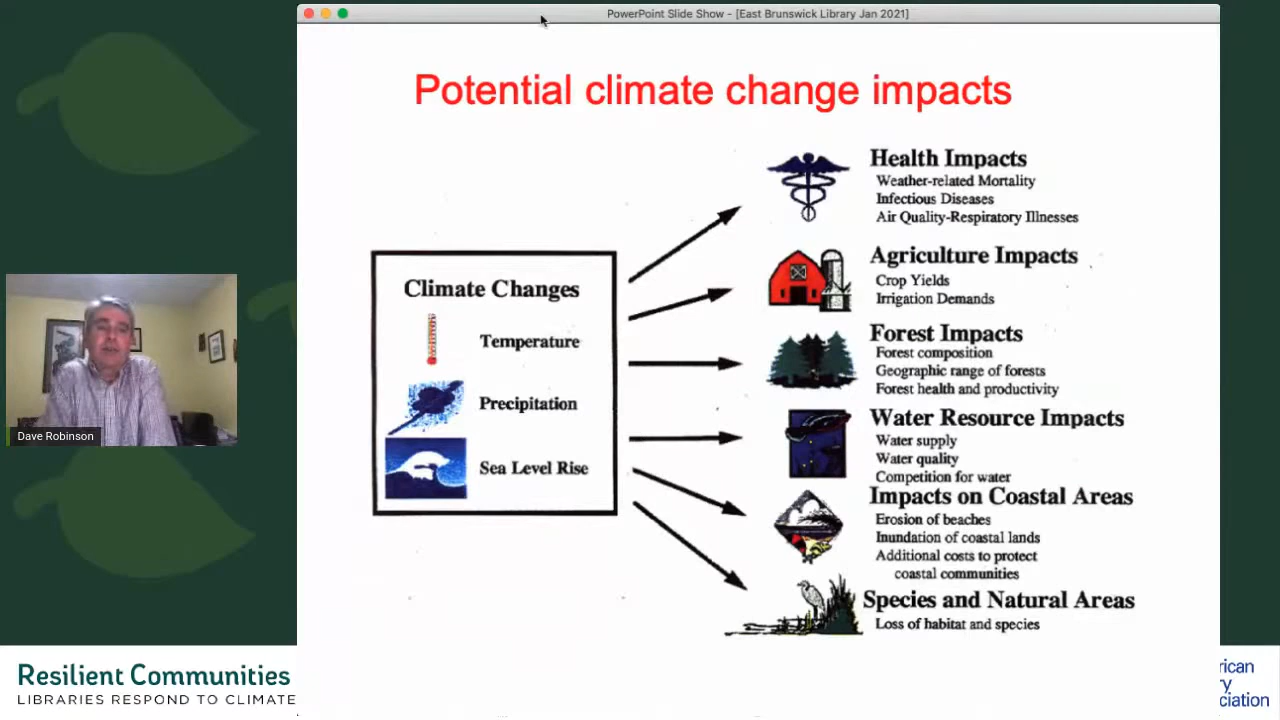 PowerPoint Slide Show - [East Brunswick Library Jan 2021]
Potential climate change impacts
Climate Changes
Temperature
Precipitation
Sea Level Rise
Health Impacts
Weather-related Mortality
Infectious Diseases
Air Quality-Respiratory Illnesses
Agriculture Impacts
Crop Yields
Irrigation Demands
Forest Impacts
Forest composition
Geographic range of forests
Forest health and productivity
Water Resource Impacts
Water supply
Water quality
Competition for water
Impacts on Coastal Areas
Erosion of beaches
Inundation of coastal lands
Additional costs to protect
coastal communities
Species and Natural Areas
Loss of habitat and species
Dave Robinson
Resilient Communities
LIBRARIES RESPOND TO CLIMATE
rican
ry
ciation